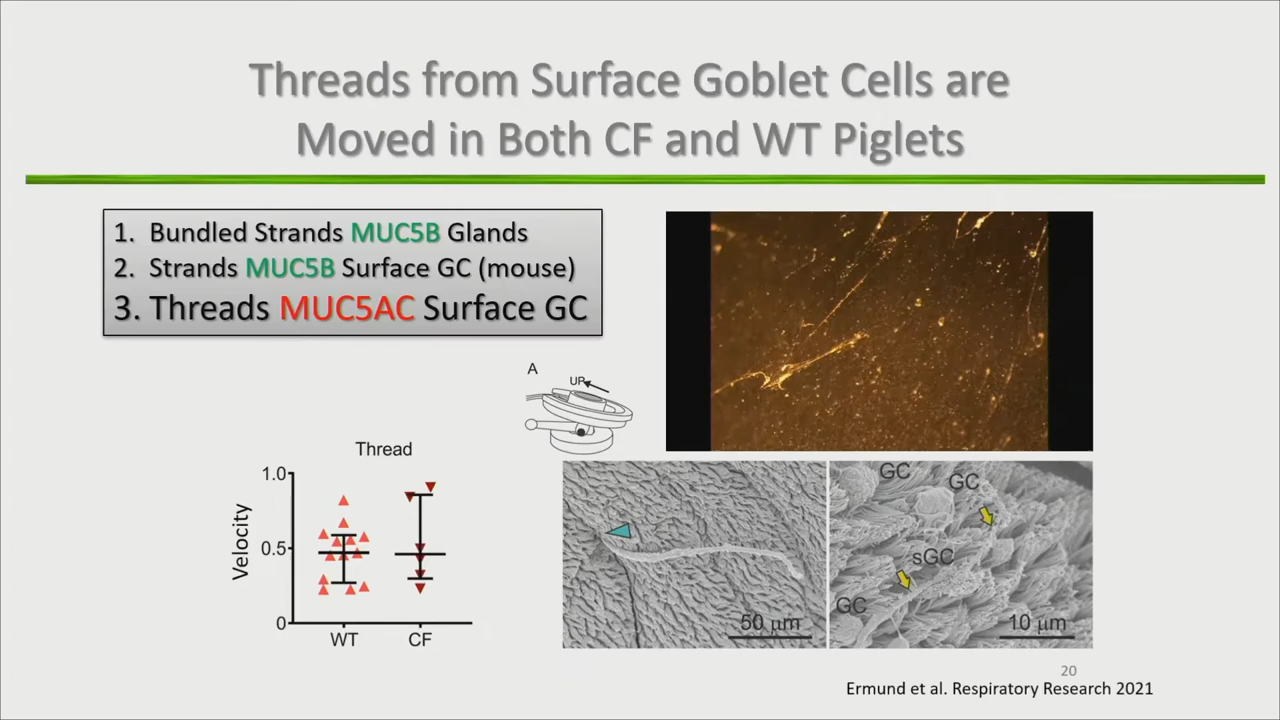 Threads from Surface Goblet Cells are
Moved in Both CF and WT Piglets
1. Bundled Strands MUC5B Glands
2. Strands MUC5B Surface GC (mouse)
3. Threads MUC5AC Surface GC
A
UP
Thread
1.0
0.5
0
Velocity
WT
CF
50 µm
GC
GC
sGC
GC
10 µm
20
Ermund et al. Respiratory Research 2021